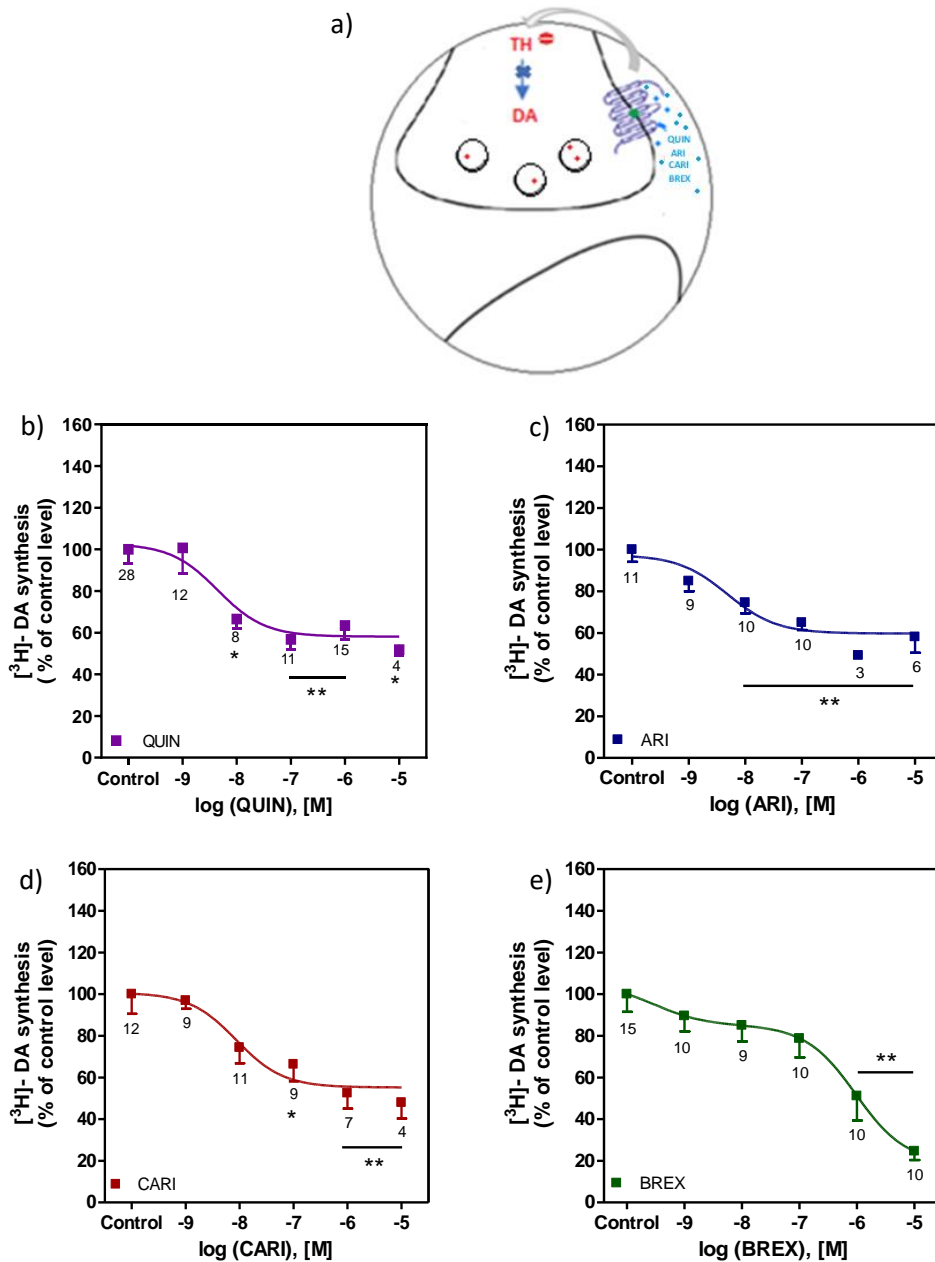 a)
TH
DA
QUIN
ARI
CARI
BREX
b)
[³H]- DA synthesis
( % of control level)
160
140
120
100
80
60
40
20
0
28
12
8
*
11
15
**
4
*
QUIN
Control -9 -8 -7 -6 -5
log (QUIN), [M]
c)
[³H]- DA synthesis
(% of control level)
160
140
120
100
80
60
40
20
0
11
9
10
10
3
6
**
ARI
Control -9 -8 -7 -6 -5
log (ARI), [M]
d)
[³H]- DA synthesis
(% of control level)
160
140
120
100
80
60
40
20
0
12
9
11
9
*
7
4
**
CARI
Control -9 -8 -7 -6 -5
log (CARI), [M]
e)
[³H]- DA synthesis
(% of control level)
160
140
120
100
80
60
40
20
0
15
10
9
10
**
10
10
BREX
Control -9 -8 -7 -6 -5
log (BREX), [M]